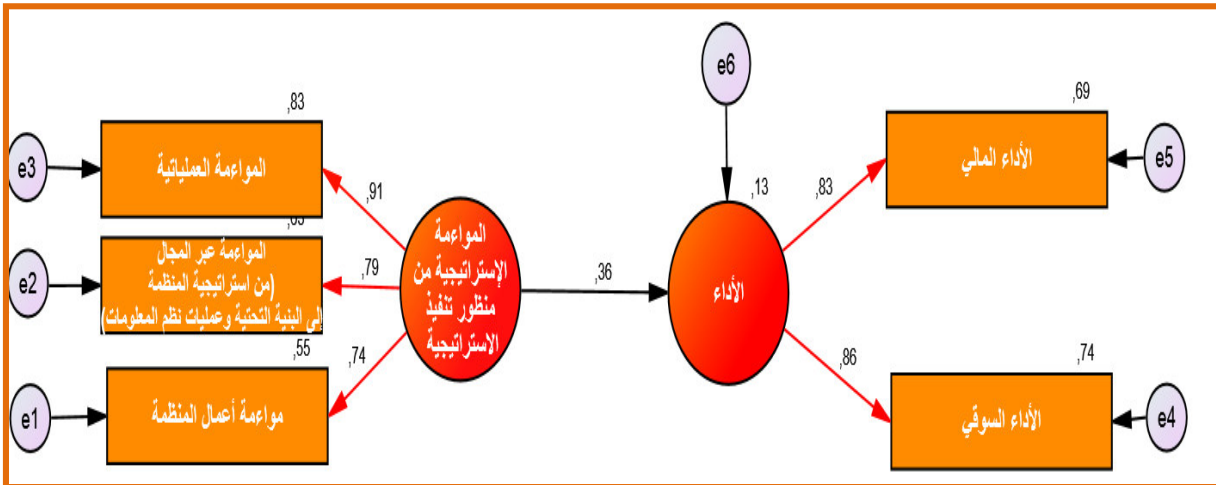 e6
,83
,69
e3
المواءمة العملياتية
,91
,13
,83
الأداء المالي
e5
المواءمة عبر المجال
(من استراتيجية المنظمة
إلي البنية التحتية وعمليات نظم المعلومات)
e2
,79
المواءمة
الإستراتيجية من
منظور تنفيذ
الاستراتيجية
,36
الأداء
,55
,74
,86
,74
e1
مواءمة أعمال المنظمة
الأداء السوقي
e4